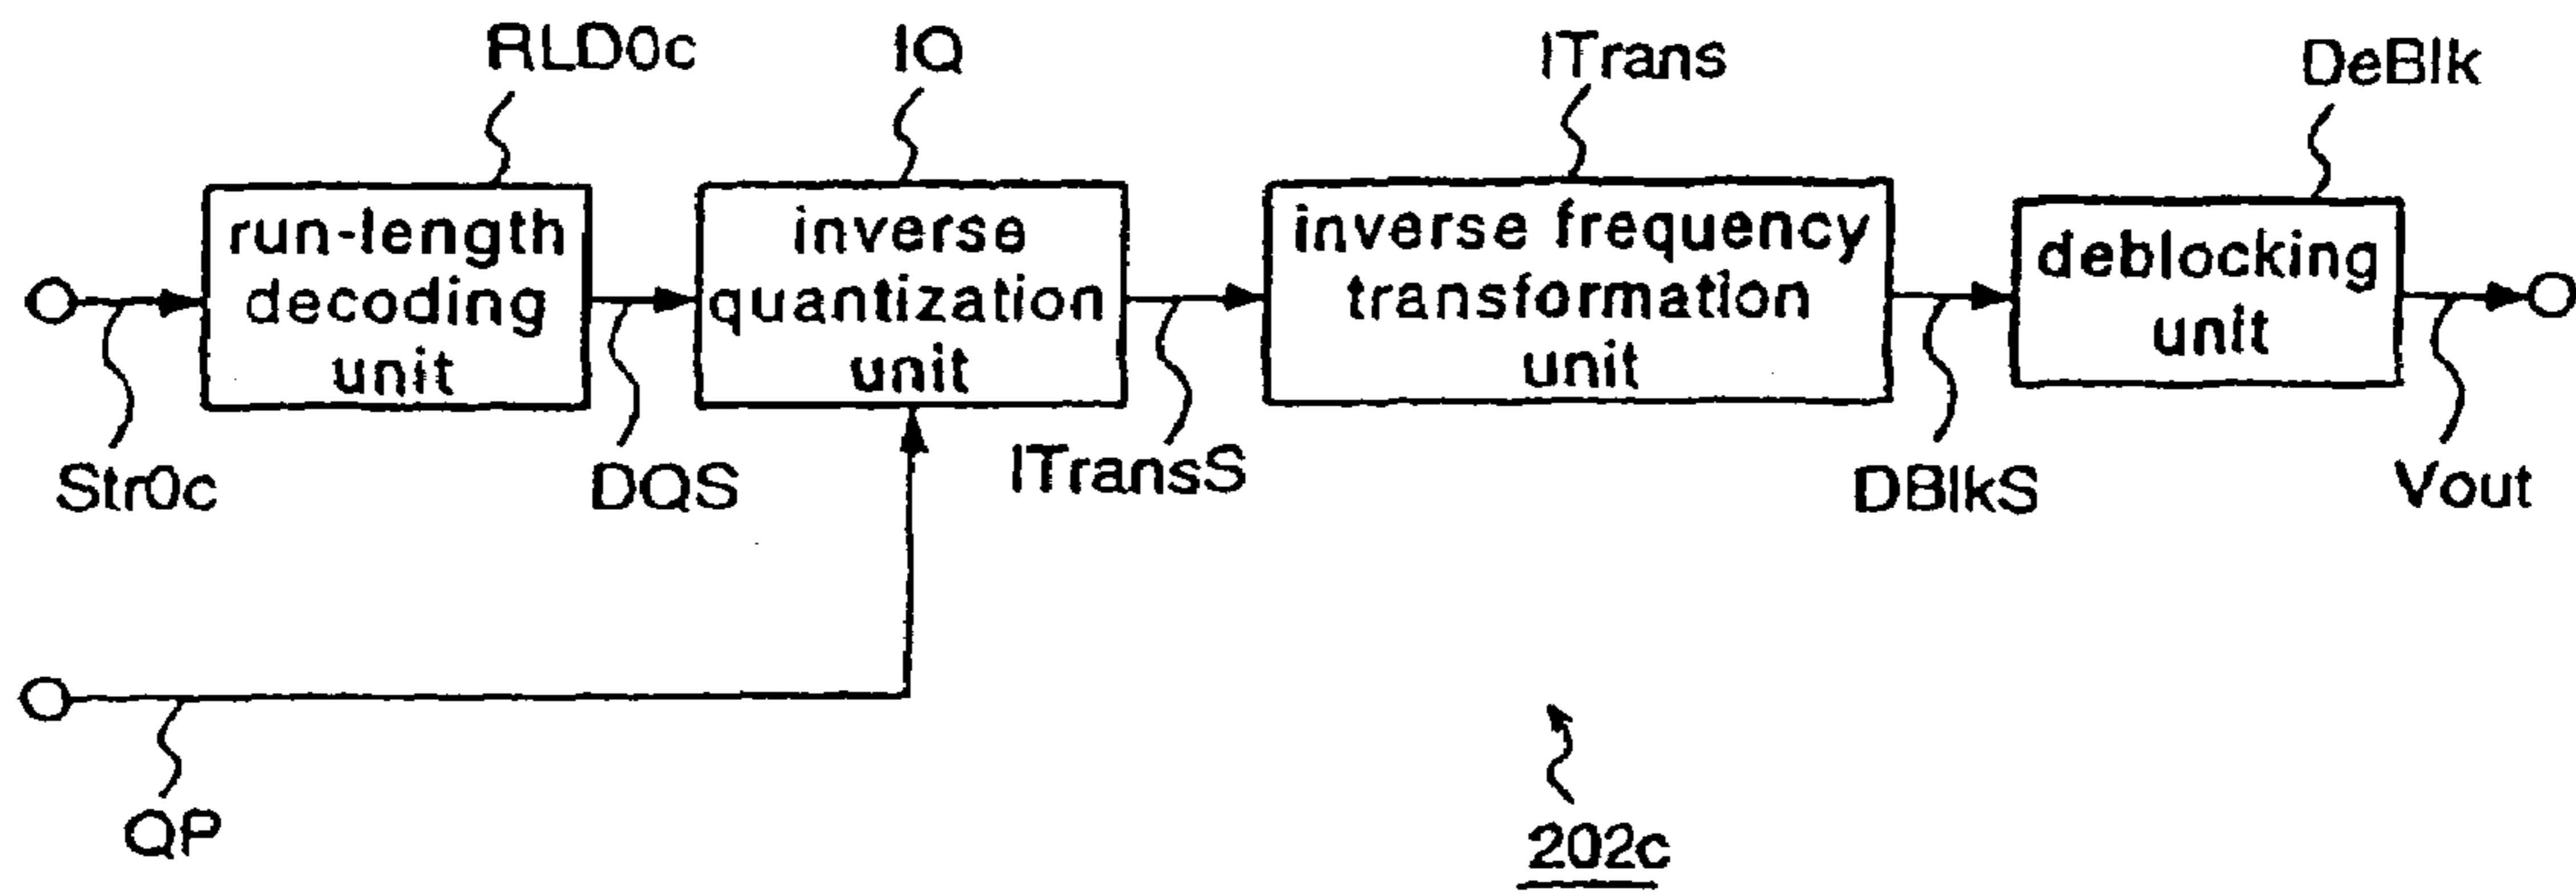 RLD0c
IQ
ITrans
DeBlk
run-length
decoding
unit
inverse
quantization
unit
inverse frequency
transformation
unit
deblocking
unit
Str0c
DQS
ITransS
DBlkS
Vout
QP
202c